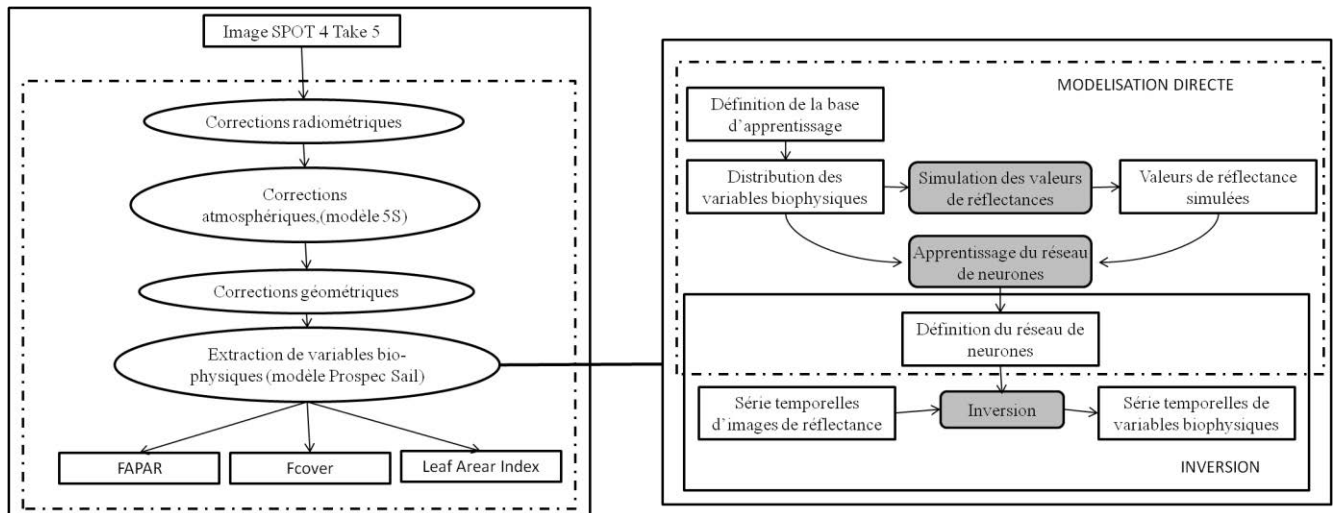 Image SPOT 4 Take 5
Corrections radiométriques
Corrections
atmosphériques,(modèle 5S)
Corrections géométriques
Extraction de variables bio-
physiques (modèle Prospec Sail)
FAPAR
Fcover
Leaf Arear Index
MODELISATION DIRECTE
Définition de la base
d’apprentissage
Distribution des
variables biophysiques
Simulation des valeurs
de réflectances
Valeurs de réflectance
simulées
Apprentissage du réseau
de neurones
Définition du réseau de
neurones
Série temporelles
d’images de réflectance
Inversion
Série temporelles de
variables biophysiques
INVERSION